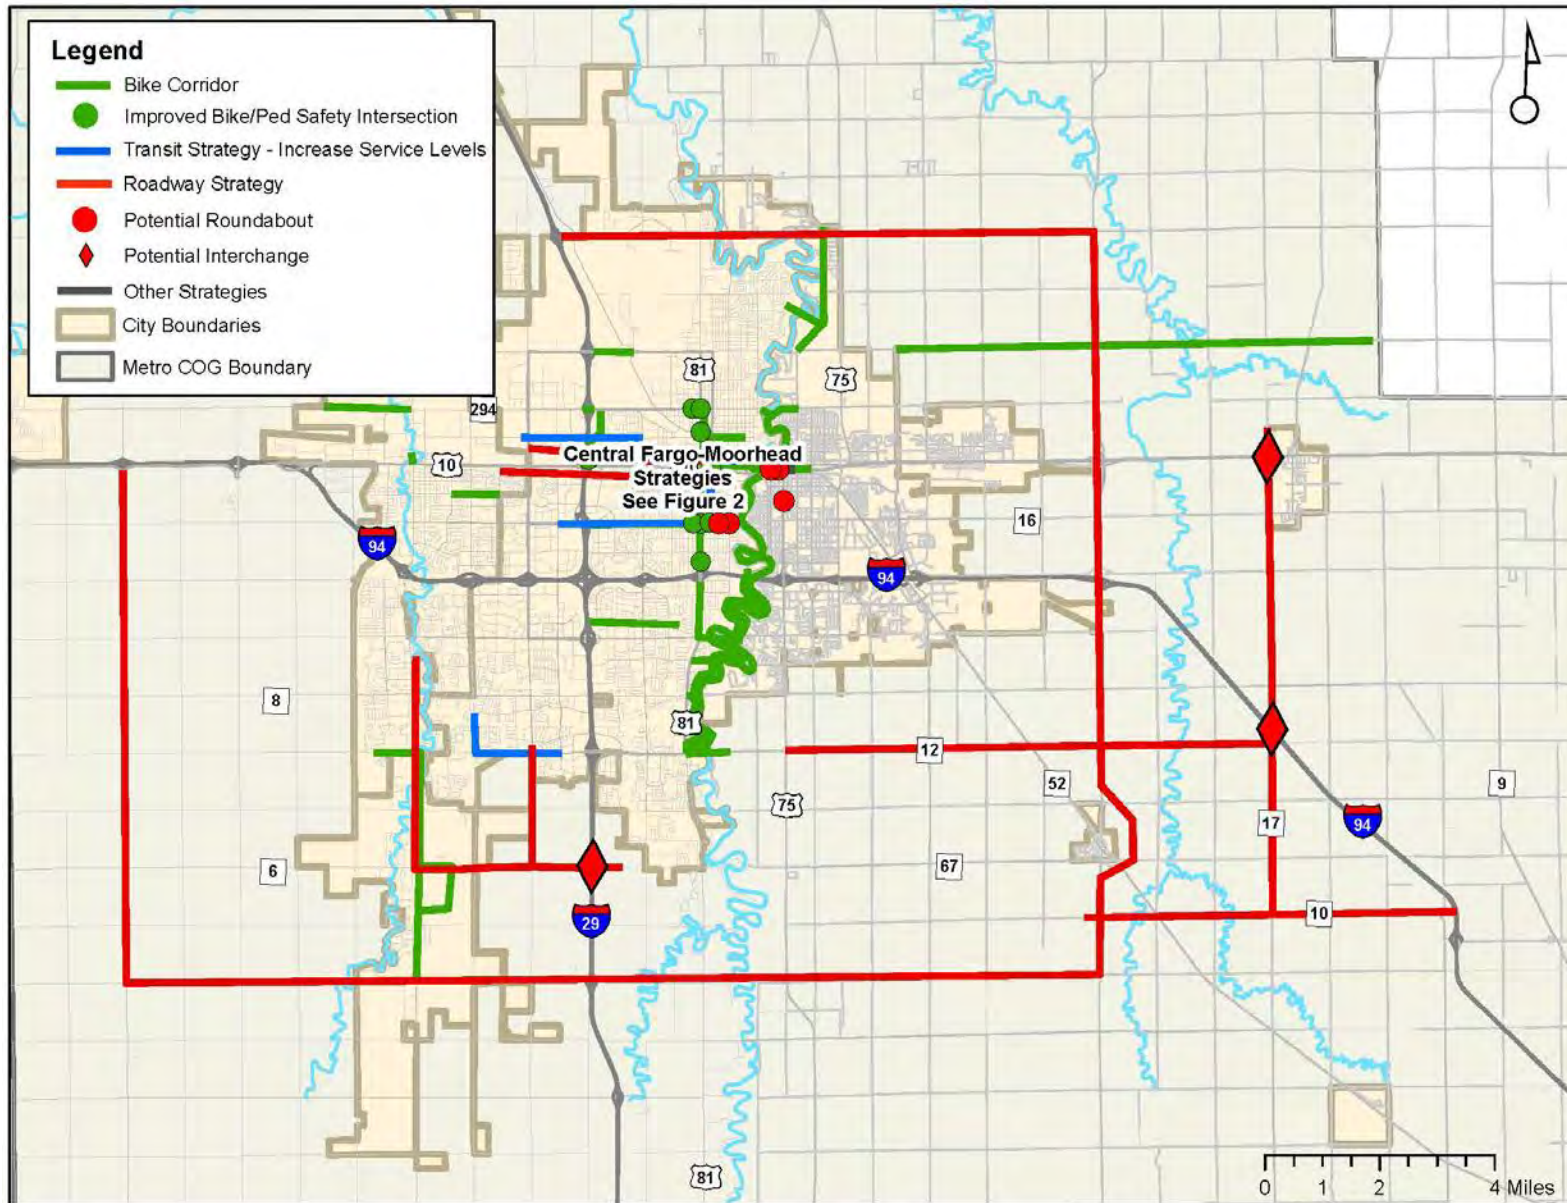 Legend
Bike Corridor
Improved Bike/Ped Safety Intersection
Transit Strategy - Increase Service Levels
Roadway Strategy
Potential Roundabout
Potential Interchange
Other Strategies
City Boundaries
Metro COG Boundary
81
75
294
10
Central Fargo-Moorhead
Strategies
See Figure 2
16
94
94
8
81
12
52
9
75
17
94
6
67
29
10
81
0 1 2 4 Miles